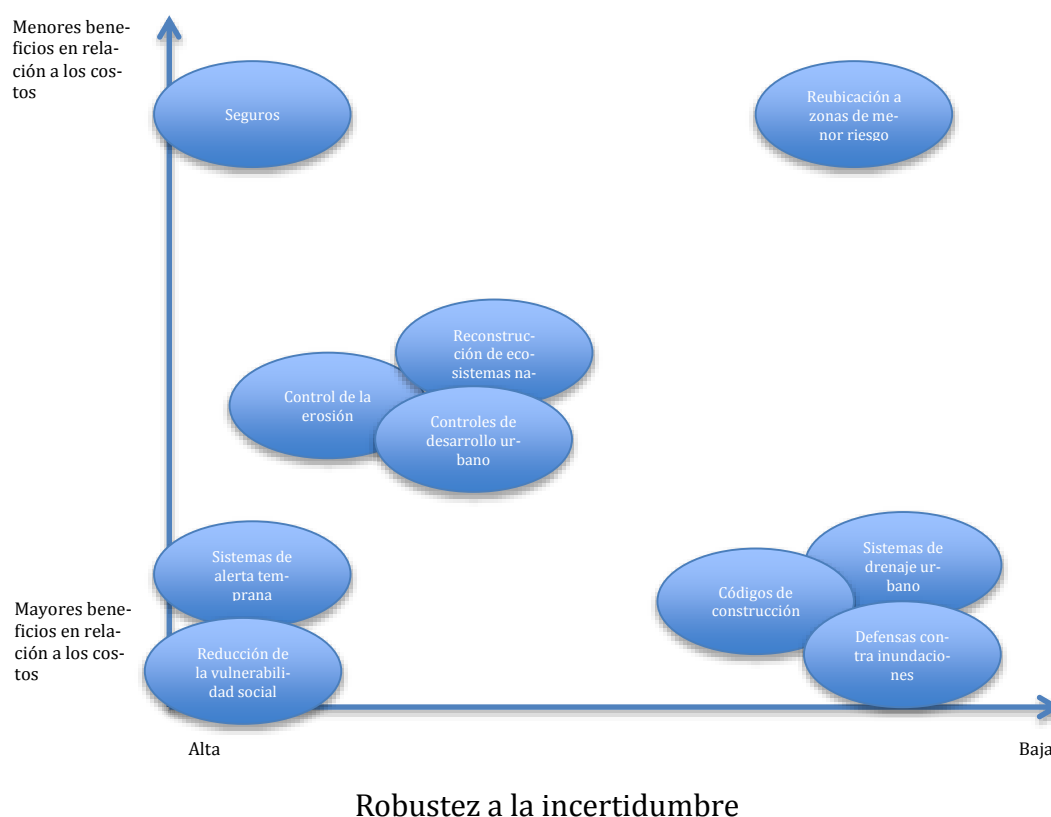 Menores bene-
ficios en rela-
ción a los cos-
tos
Seguros
Reubicación a
zonas de me-
nor riesgo
Reconstruc-
ción de eco-
sistemas na-
Control de la
erosión
Controles de
desarrollo ur-
bano
Sistemas de
alerta tem-
prana
Sistemas de
drenaje ur-
bano
Códigos de
construcción
Mayores bene-
ficios en rela-
ción a los cos-
tos
Reducción de
la vulnerabili-
dad social
Defensas con-
tra inundacio-
nes
Alta
Baja
Robustez a la incertidumbre